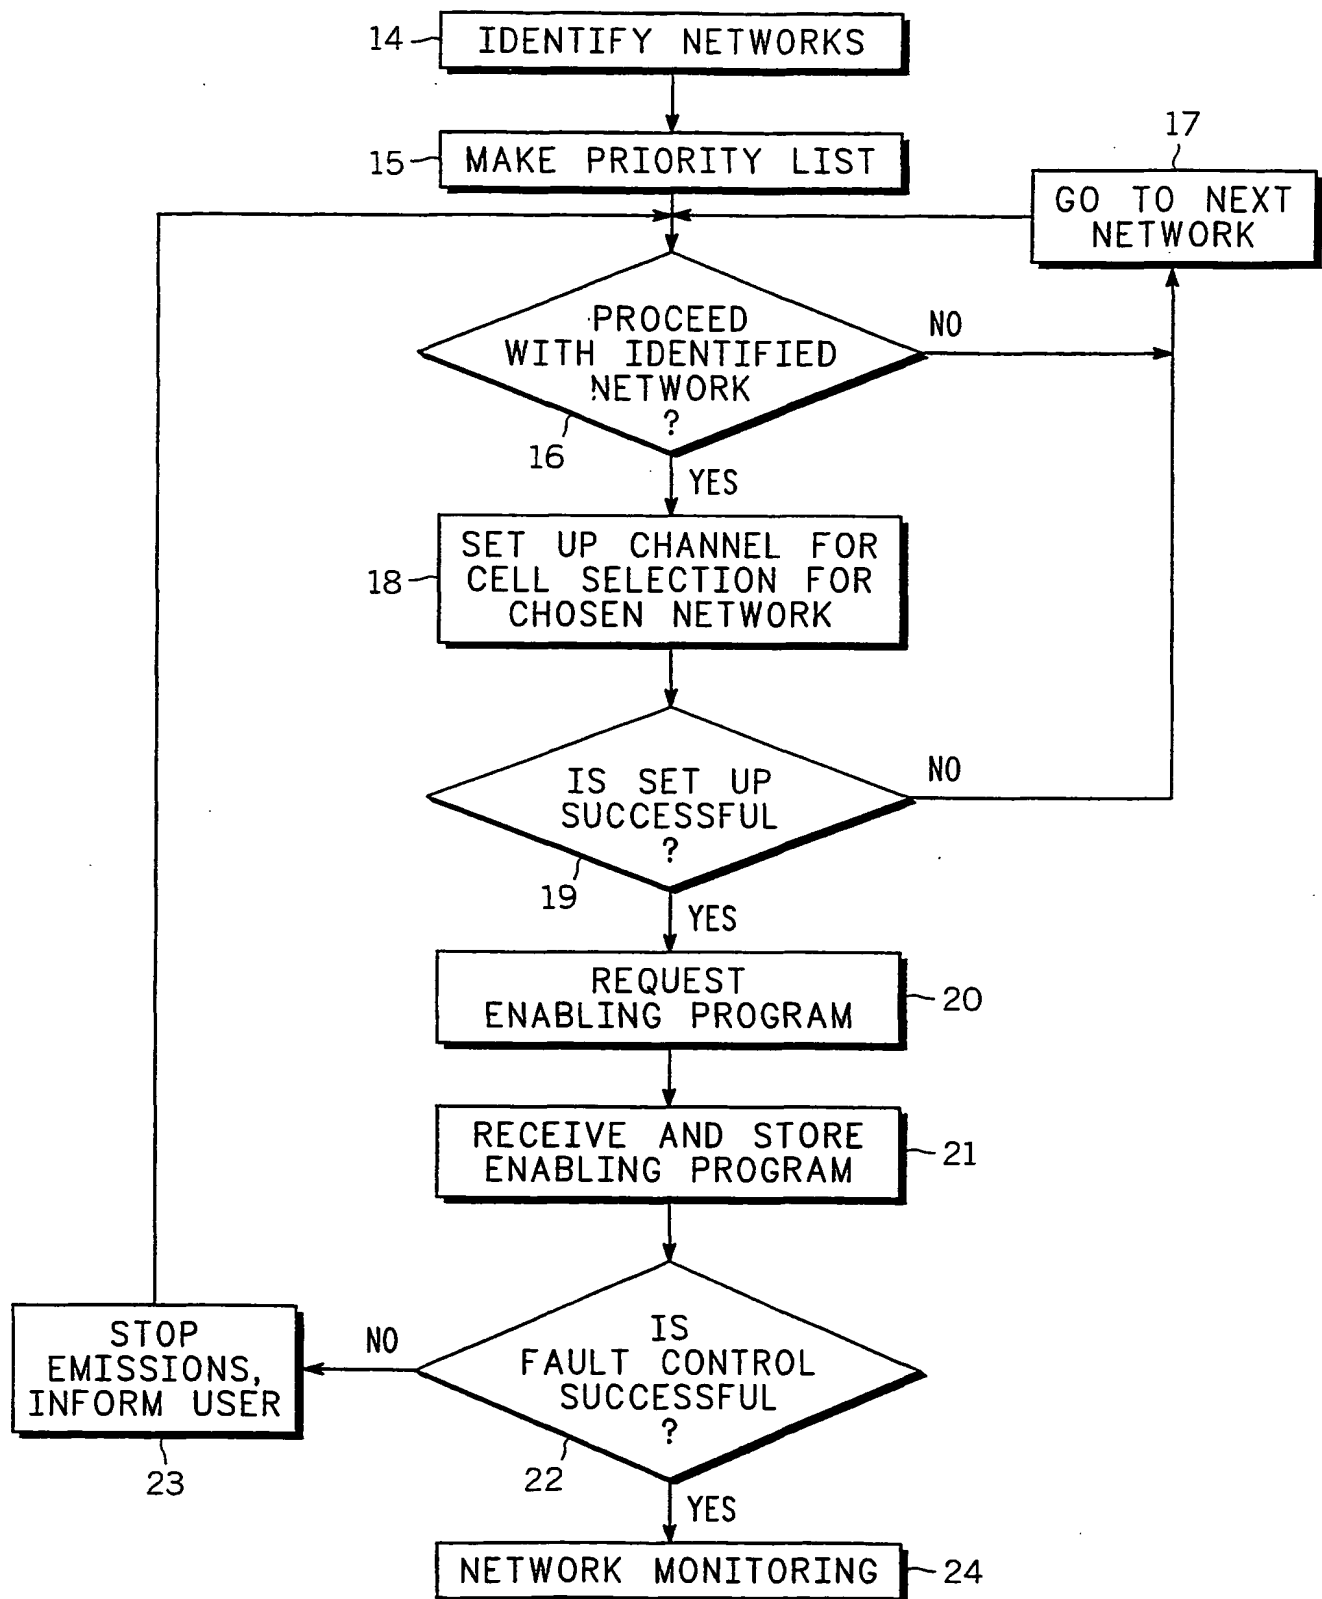 14
IDENTIFY NETWORKS
15
MAKE PRIORITY LIST
17
GO TO NEXT
NETWORK
PROCEED
WITH IDENTIFIED
NETWORK
?
NO
16
YES
18
SET UP CHANNEL FOR
CELL SELECTION FOR
CHOSEN NETWORK
IS SET UP
SUCCESSFUL
?
NO
19
YES
REQUEST
ENABLING PROGRAM
20
RECEIVE AND STORE
ENABLING PROGRAM
21
IS
FAULT CONTROL
SUCCESSFUL
?
NO
STOP
EMISSIONS,
INFORM USER
23
22
YES
NETWORK MONITORING
24